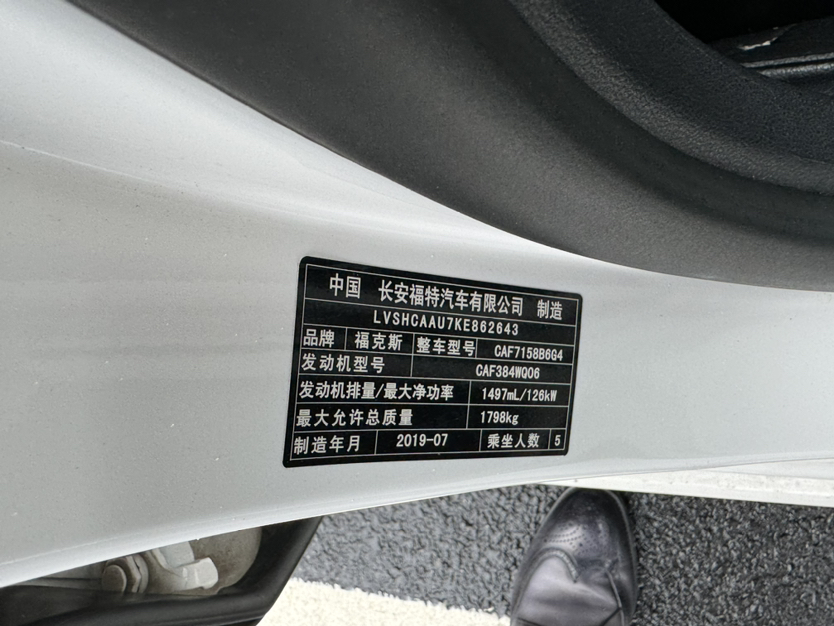 中国 长安福特汽车有限公司 制造
LVSHCAAU7KE862643
品牌 福克斯 整车型号 CAF7158B6G4
发动机型号 CAF384WQ06
发动机排量/最大净功率 1497mL/126kW
最大允许总质量 1798kg
制造年月 2019-07 乘坐人数 5